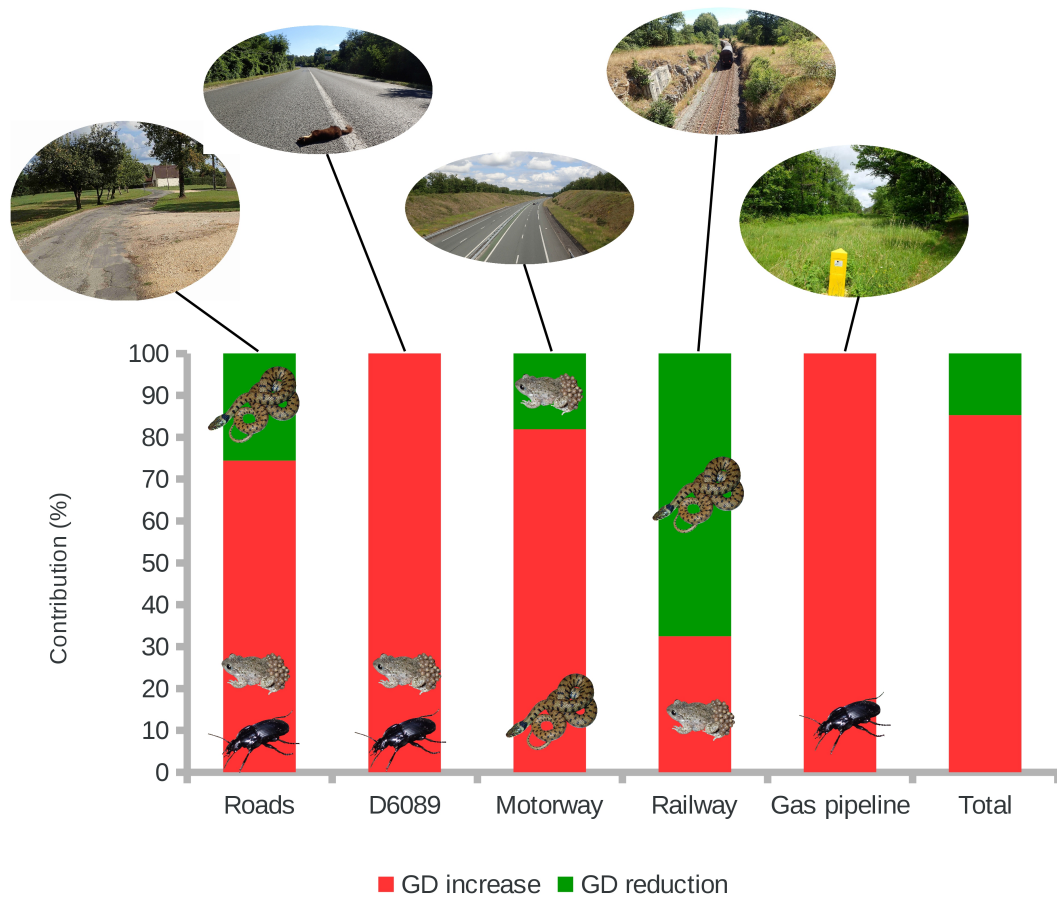 100
90
80
70
60
50
40
30
20
10
0
Contribution (%)
Roads
D6089
Motorway
Railway
Gas pipeline
Total
GD increase
GD reduction